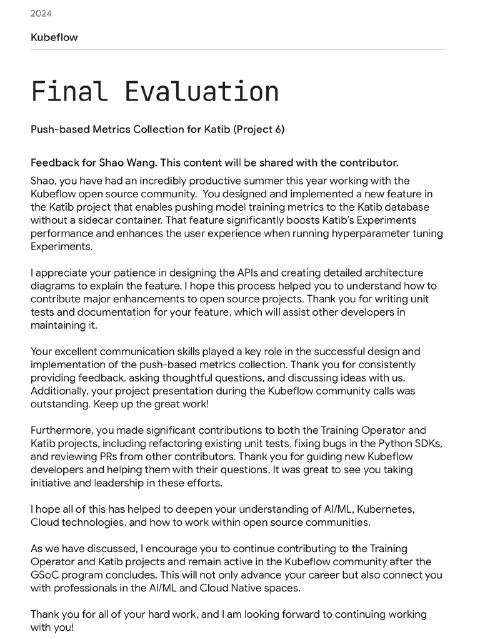 2024
Kubeflow
Final Evaluation
Push-based Metrics Collection for Katib (Project 6)
Feedback for Shao Wang. This content will be shared with the contributor.
Shao, you have had an incredibly productive summer this year working with the
Kubeflow open source community.  You designed and implemented a new feature in
the Katib project that enables pushing model training metrics to the Katib database
without a sidecar container. That feature significantly boosts Katib's Experiments
performance and enhances the user experience when running hyperparameter tuning
Experiments.
I appreciate your patience in designing the APIs and creating detailed architecture
diagrams to explain the feature. I hope this process helped you to understand how to
contribute major enhancements to open source projects. Thank you for writing unit
tests and documentation for your feature, which will assist other developers in
maintaining it.
Your excellent communication skills played a key role in the successful design and
implementation of the push-based metrics collection. Thank you for consistently
providing feedback, asking thoughtful questions, and discussing ideas with us.
Additionally, your project presentation during the Kubeflow community calls was
outstanding. Keep up the great work!
Furthermore, you made significant contributions to both the Training Operator and
Katib projects, including refactoring existing unit tests, fixing bugs in the Python SDKs,
and reviewing PRs from other contributors. Thank you for guiding new Kubeflow
developers and helping them with their questions. It was great to see you taking
initiative and leadership in these efforts.
I hope all of this has helped to deepen your understanding of AI/ML, Kubernetes,
Cloud technologies, and how to work within open source communities.
As we have discussed, I encourage you to continue contributing to the Training
Operator and Katib projects and remain active in the Kubeflow community after the
GSoC program concludes. This will not only advance your career but also connect you
with professionals in the AI/ML and Cloud Native spaces.
Thank you for all of your hard work, and I am looking forward to continuing working
with you!